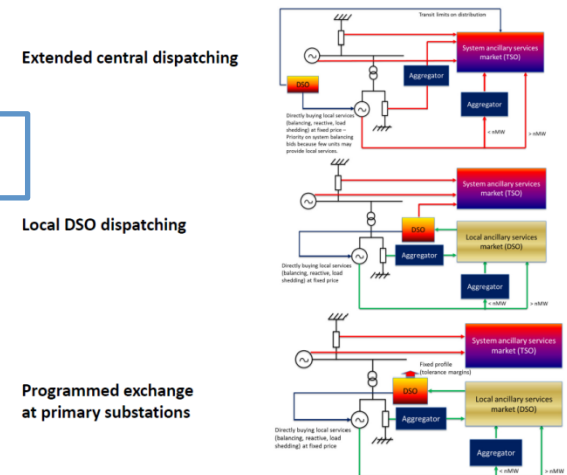 Extended central dispatching
Transit limits on distribution
System ancillary services
market (TSO)
Aggregator
DSO
Aggregator
Directly buying local services
(balancing, reactive, load
shedding) at fixed price –
Priority on system balancing
bids because few units may
provide local services.
< nMW
> nMW
Local DSO dispatching
System ancillary services
market (TSO)
DSO
Local ancillary services
market (DSO)
Aggregator
Directly buying local services
(balancing, reactive, load
shedding) at fixed price
Aggregator
< nMW
> nMW
Programmed exchange
at primary substations
System ancillary services
market (TSO)
Fixed profile
(tolerance margins)
DSO
Local ancillary services
market (DSO)
Aggregator
Directly buying local services
(balancing, reactive, load
shedding) at fixed price
Aggregator
< nMW
> nMW